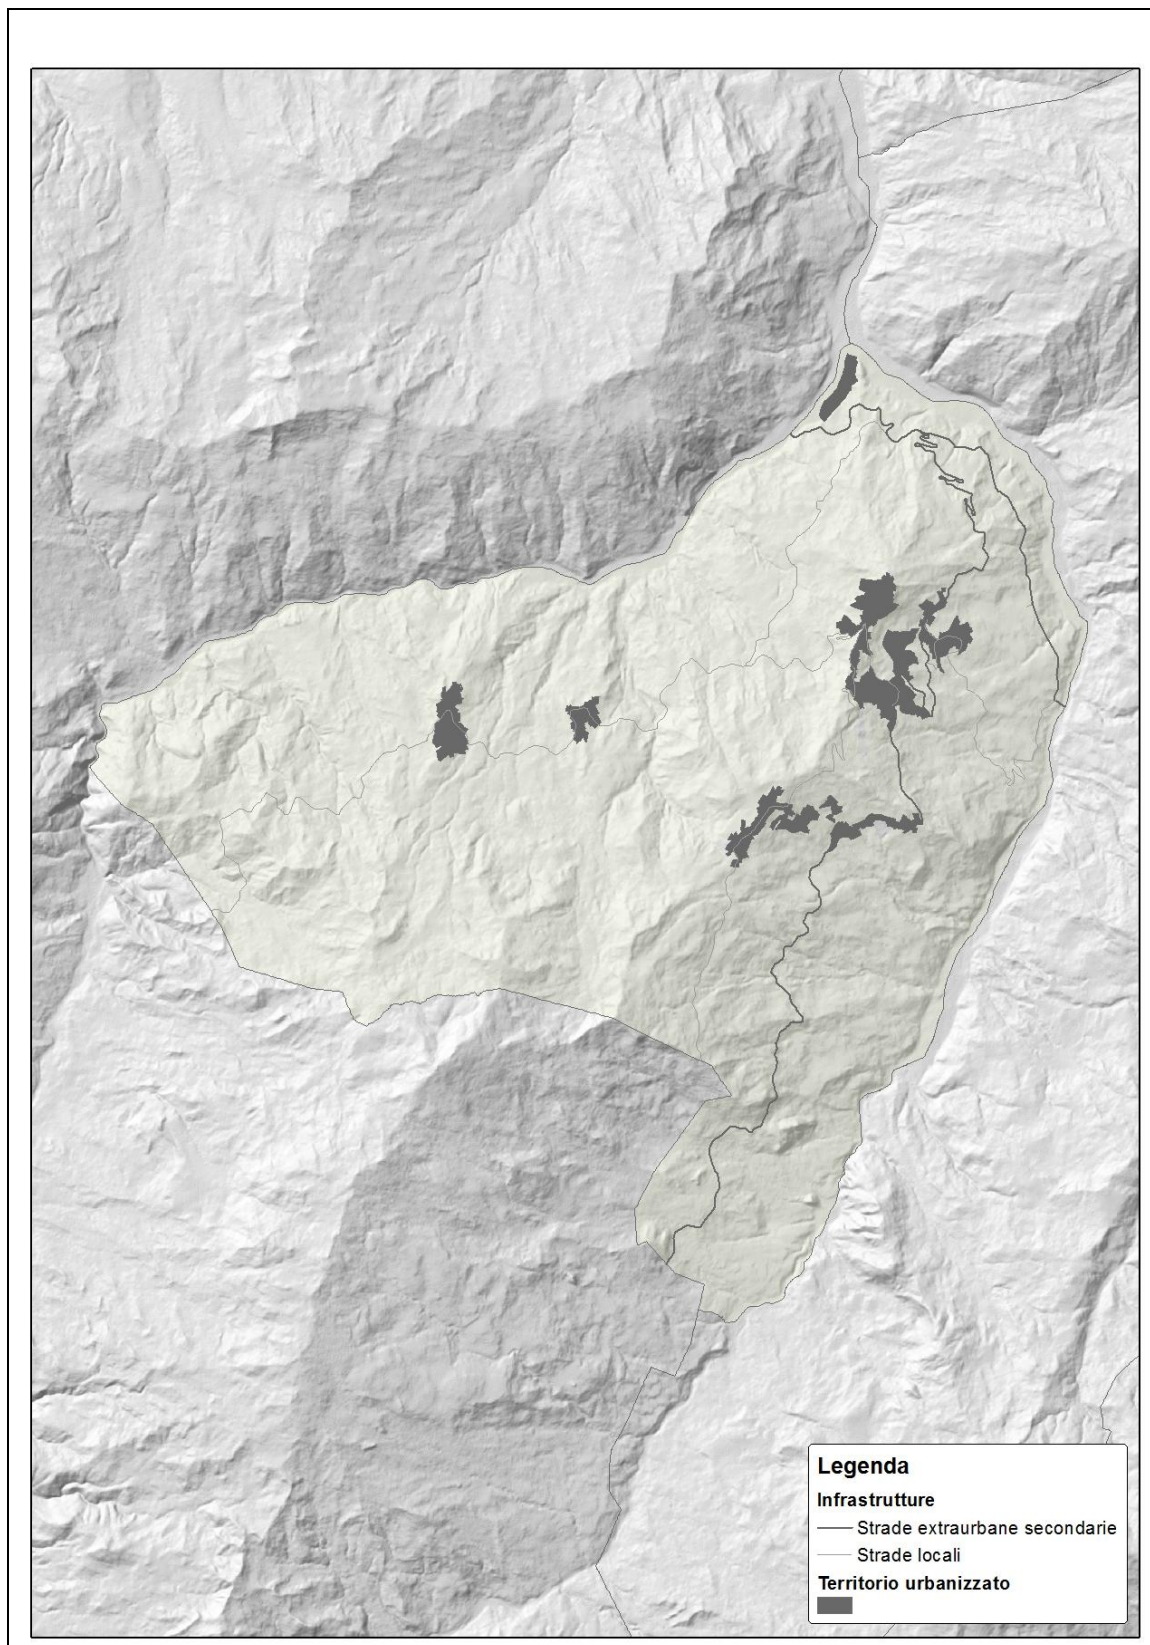 Legenda
Infrastrutture
Strade extraurbane secondarie
Strade locali
Territorio urbanizzato